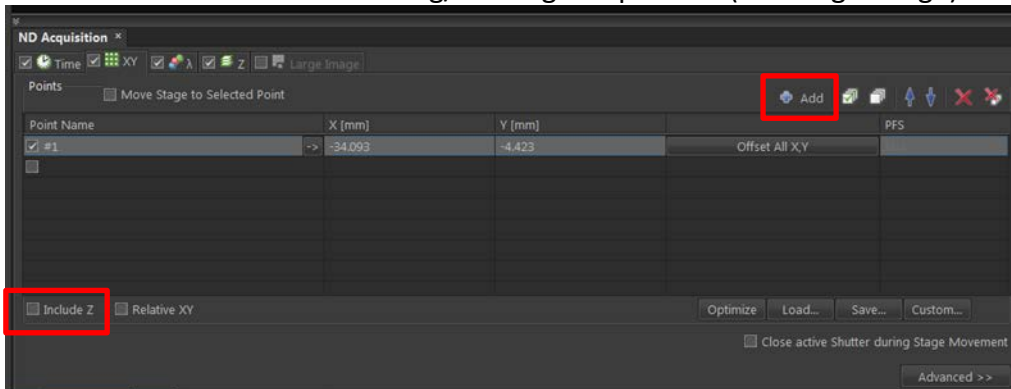 ND Acquisition ×
Time XY λ Z Large Image
Points Move Stage to Selected Point Add
Point Name X [mm] Y [mm] PFS
#1 -> -34.093 -4.423 Offset All X,Y
Include Z Relative XY Optimize Load... Save... Custom...
Close active Shutter during Stage Movement
Advanced >>